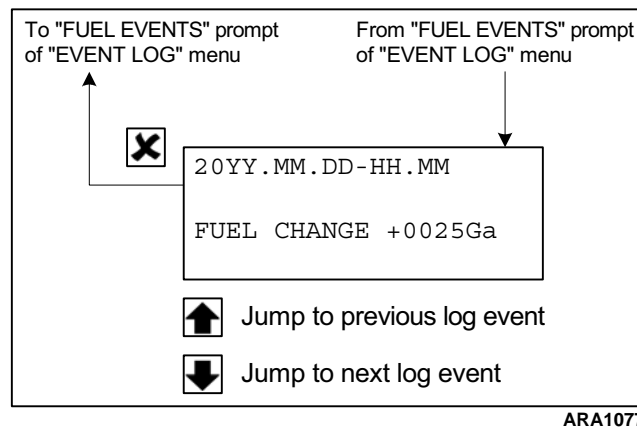 To "FUEL EVENTS" prompt
of "EVENT LOG" menu
From "FUEL EVENTS" prompt
of "EVENT LOG" menu
20YY.MM.DD-HH.MM
FUEL CHANGE +0025Ga
Jump to previous log event
Jump to next log event
ARA1077